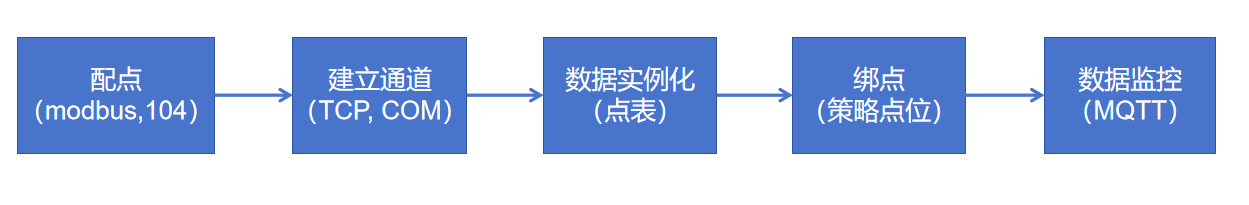 配点
（modbus,104）
建立通道
（TCP, COM）
数据实例化
（点表）
绑点
（策略点位）
数据监控
（MQTT）